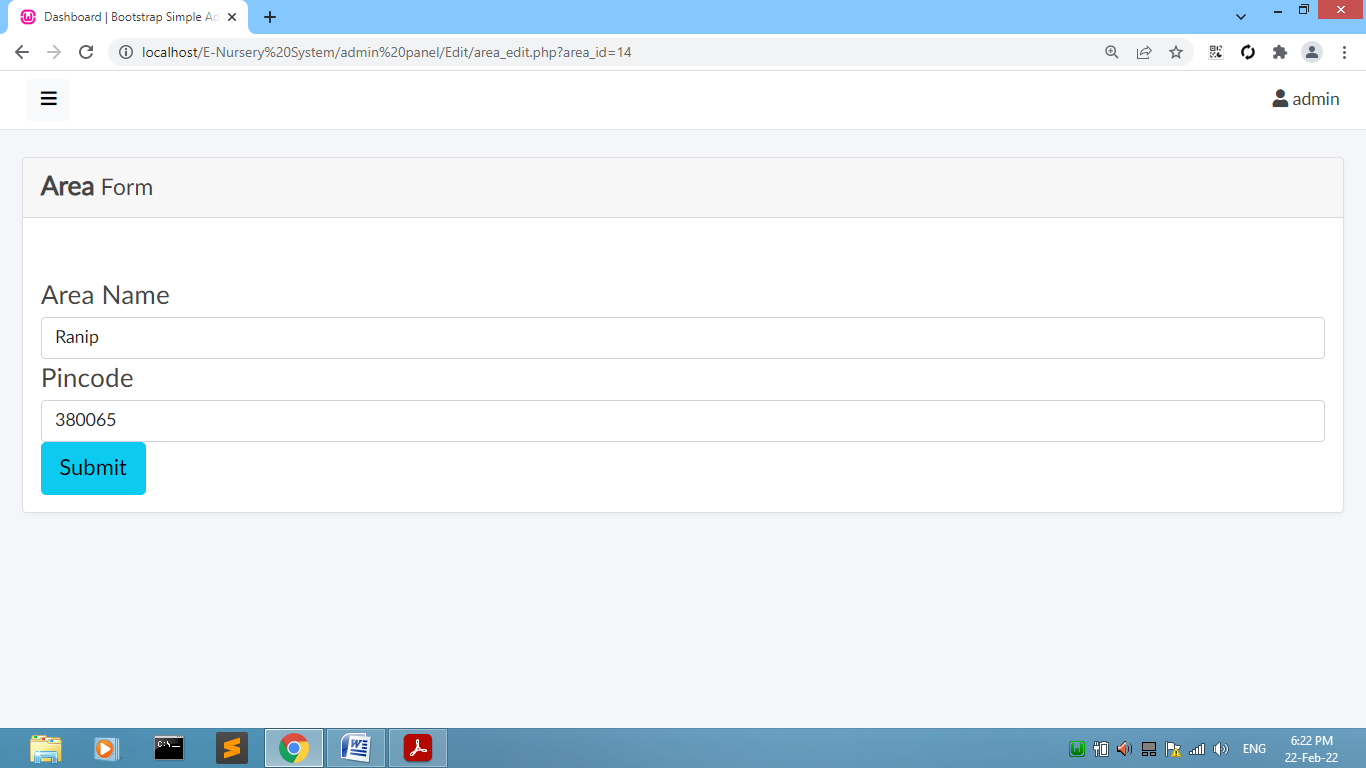 Dashboard | Bootstrap Simple Ad
localhost/E-Nursery%20System/admin%20panel/Edit/area_edit.php?area_id=14
admin
Area Form
Area Name
Ranip
Pincode
380065
Submit
ENG
6:22 PM
22-Feb-22